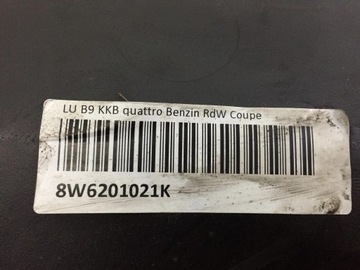 LU B9 KKB quattro Benzin RdW Coupe
8W6201021K